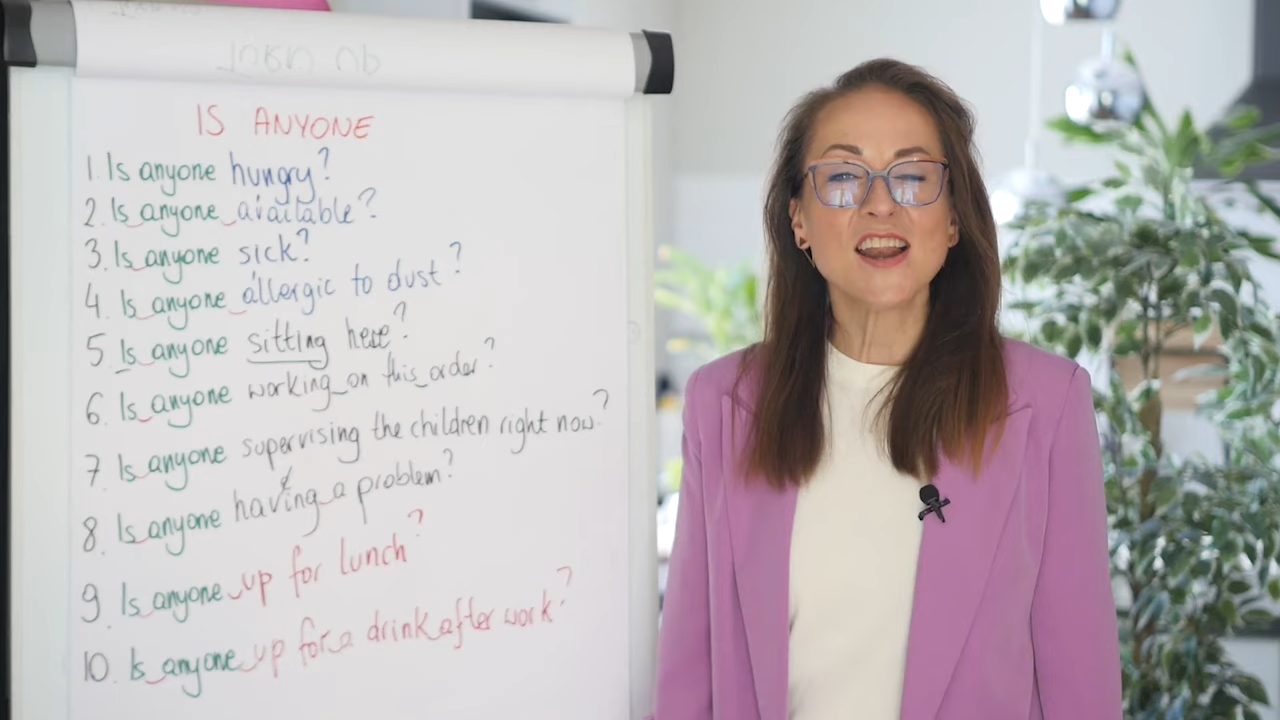 IS ANYONE
1. Is anyone hungry?
2. Is anyone available?
3. Is anyone sick?
4. Is anyone allergic to dust?
5 Is anyone sitting here?
6. Is anyone working on this order?
7 Is anyone supervising the children right now?
8. Is anyone having a problem?
9 Is anyone up for lunch?
10. Is anyone up for a drink after work?